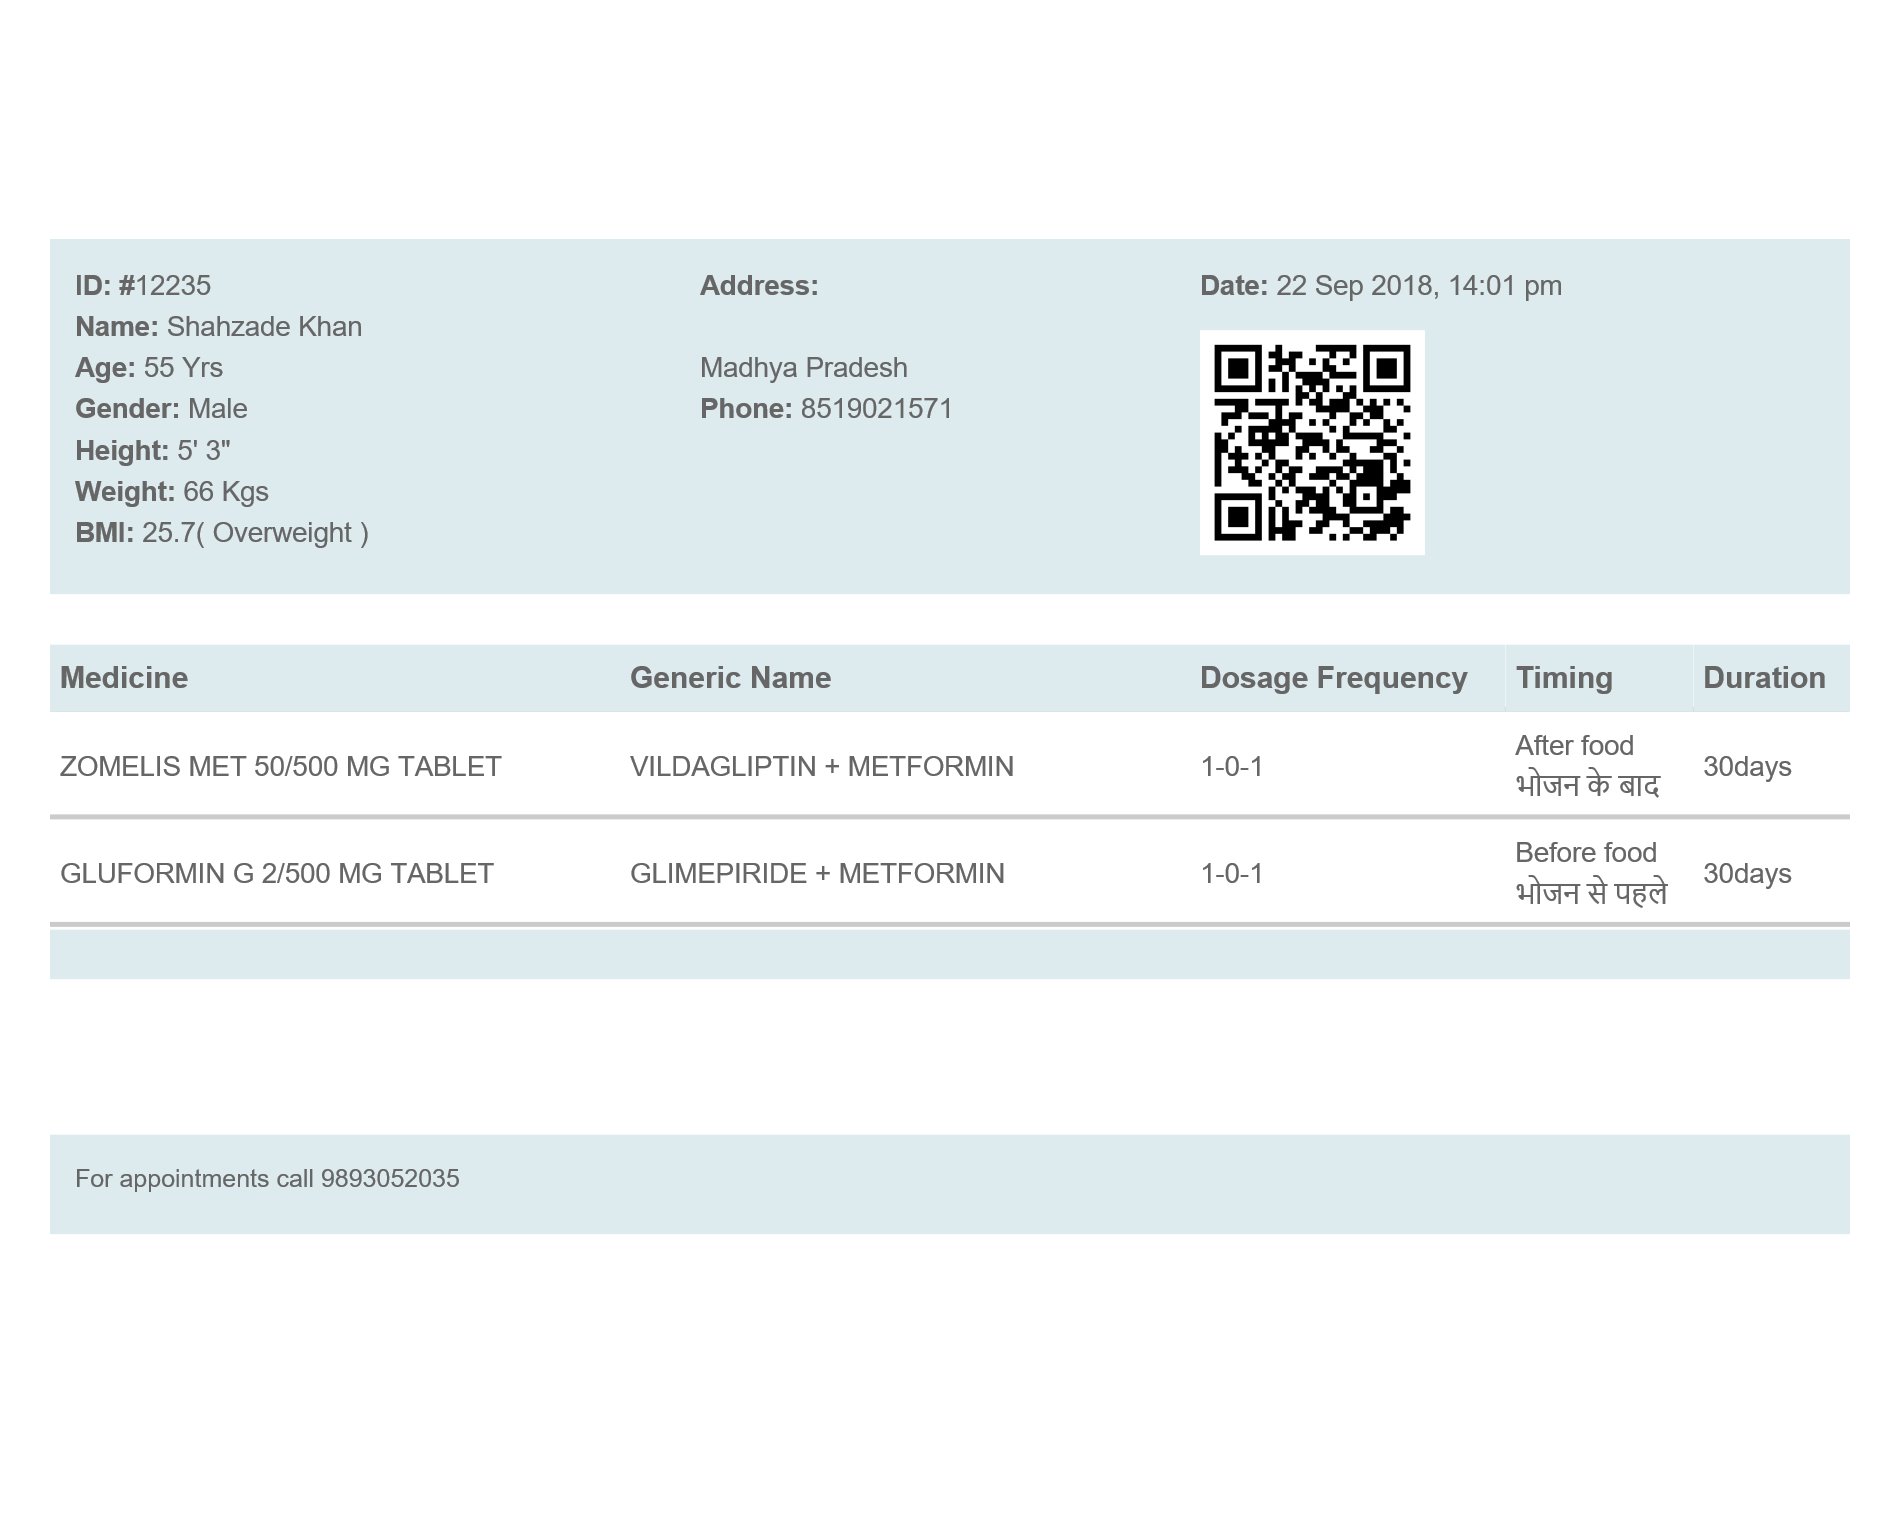 ID: #12235
Name: Shahzade Khan
Age: 55 Yrs
Gender: Male
Height: 5' 3"
Weight: 66 Kgs
BMI: 25.7( Overweight )
Address:
Madhya Pradesh
Phone: 8519021571
Date: 22 Sep 2018, 14:01 pm
Medicine Generic Name Dosage Frequency Timing Duration
ZOMELIS MET 50/500 MG TABLET VILDAGLIPTIN + METFORMIN 1-0-1 After food 30days
भोजन के बाद
GLUFORMIN G 2/500 MG TABLET GLIMEPIRIDE + METFORMIN 1-0-1 Before food 30days
भोजन से पहले
For appointments call 9893052035